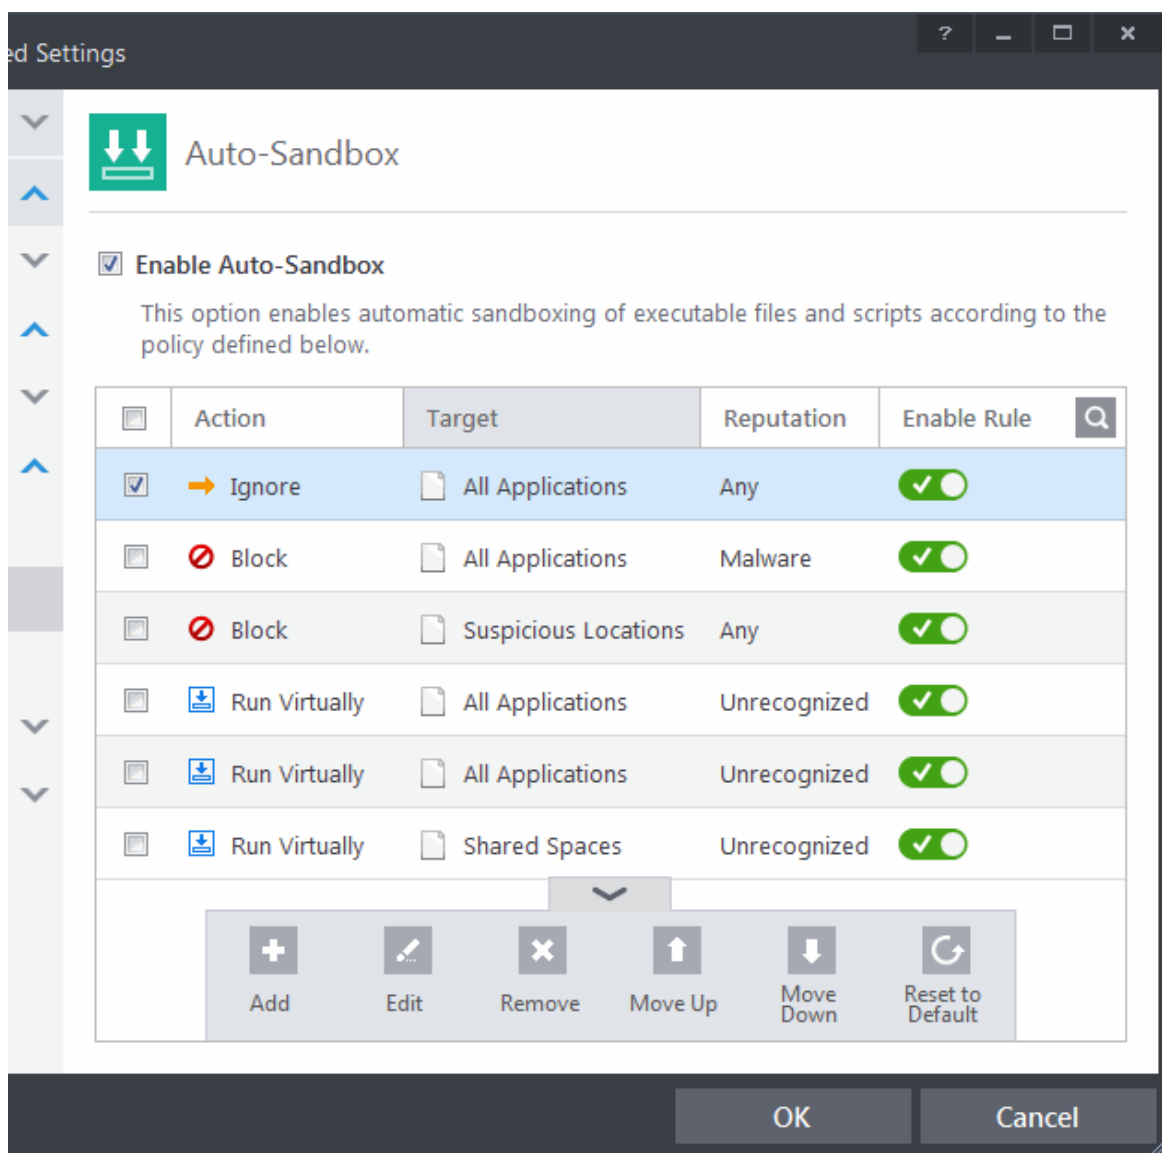 ed Settings
?
Auto-Sandbox
Enable Auto-Sandbox
This option enables automatic sandboxing of executable files and scripts according to the
policy defined below.
Action Target Reputation Enable Rule
Ignore All Applications Any
Block All Applications Malware
Block Suspicious Locations Any
Run Virtually All Applications Unrecognized
Run Virtually All Applications Unrecognized
Run Virtually Shared Spaces Unrecognized
Add Edit Remove Move Up Move Down Reset to Default
OK Cancel